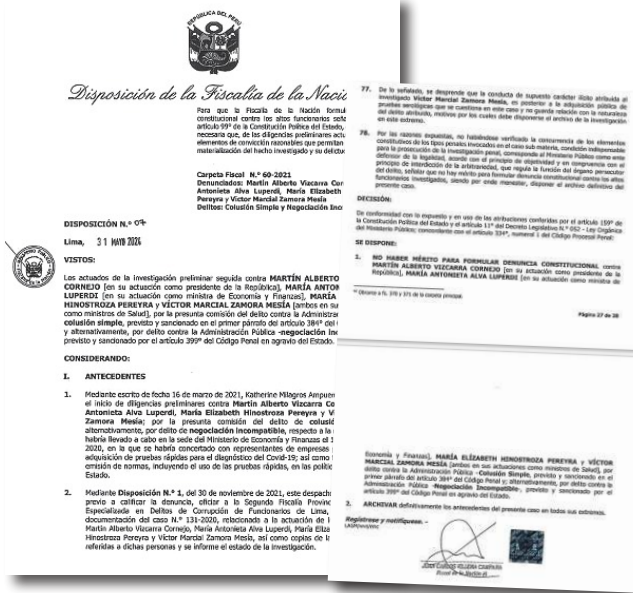 REPÚBLICA DEL PERÚ
Disposición de la Fiscalía de la Naci
Para que la Fiscalía de la Nación formul
constitucional contra los altos funcionarios seña
artículo 99° de la Constitución Política del Estado,
necesaria que, de las diligencias preliminares actu
elementos de convicción razonables que permitan
materialización del hecho investigado y su delictuo
Carpeta Fiscal N.° 60-2021
Denunciados: Martín Alberto Vizcarra Cor
Antonieta Alva Luperdi, María Elizabeth
Pereyra y Víctor Marcial Zamora Mesía
Delitos: Colusión Simple y Negociación Inco
DISPOSICIÓN N.° 07
Lima, 31 MAYO 2024
VISTOS:
Los actuados de la investigación preliminar seguida contra MARTÍN ALBERTO
CORNEJO [en su actuación como presidente de la República], MARÍA ANTON
LUPERDI [en su actuación como ministra de Economía y Finanzas], MARÍA
HINOSTROZA PEREYRA y VÍCTOR MARCIAL ZAMORA MESÍA [ambos en su
como ministros de Salud], por la presunta comisión del delito contra la Administrac
colusión simple, previsto y sancionado en el primer párrafo del artículo 384° del
y alternativamente, por delito contra la Administración Pública -negociación Inc
previsto y sancionado por el artículo 399° del Código Penal en agravio del Estado.
CONSIDERANDO:
I. ANTECEDENTES
1. Mediante escrito de fecha 16 de marzo de 2021, Katherine Milagros Ampuer
el inicio de diligencias preliminares contra Martín Alberto Vizcarra Co
Antonieta Alva Luperdi, María Elizabeth Hinostroza Pereyra y Ví
Zamora Mesía; por la presunta comisión del delito de colusió
alternativamente, por delito de negociación incompatible, respecto a la
habría llevado a cabo en la sede del Ministerio de Economía y Finanzas el 1
2020, en la que se habría concertado con representantes de empresas
adquisición de pruebas rápidas para el diagnóstico del Covid-19; así como
emisión de normas, incluyendo el uso de las pruebas rápidas, en las polític
Estado.
2. Mediante Disposición N.° 1, del 30 de noviembre de 2021, este despach
previo a calificar la denuncia, oficiar a la Segunda Fiscalía Provinc
Especializada en Delitos de Corrupción de Funcionarios de Lima,
documentación del caso N.° 131-2020, relacionada a la actuación de
Martín Alberto Vizcarra Cornejo, María Antonieta Alva Luperdi, María Eliza
Hinostroza Pereyra y Víctor Marcial Zamora Mesía, así como copias de la
referidas a dichas personas y se informe el estado de la investigación.
77. De lo señalado, se desprende que la conducta de supuesto carácter ilícito atribuida al
investigado Víctor Marcial Zamora Mesía, es posterior a la adquisición pública de
pruebas serológicas que se cuestiona en este caso y no guarda relación con la naturaleza
del delito atribuido, motivos por los cuales debe disponerse el archivo de la investigación
en este extremo.
78. Por las razones expuestas, no habiéndose verificado la concurrencia de los elementos
constitutivos de los tipos penales invocados en el caso sub materia, condición indispensable
para la prosecución de la investigación penal, corresponde al Ministerio Público como ente
defensor de la legalidad, acorde con el principio de objetividad y en congruencia con el
principio de interdicción de la arbitrariedad, que regula la función del órgano persecutor
del delito, señalar que no hay mérito para formular denuncia constitucional contra los altos
funcionarios investigados, siendo por ende menester, disponer el archivo definitivo del
presente caso.
DECISIÓN:
De conformidad con lo expuesto y en uso de las atribuciones conferidas por el artículo 159° de
la Constitución Política del Estado y el artículo 11° del Decreto Legislativo N.° 052 - Ley Orgánica
del Ministerio Público; concordante con el artículo 334°, numeral 1 del Código Procesal Penal:
SE DISPONE:
1. NO HABER MÉRITO PARA FORMULAR DENUNCIA CONSTITUCIONAL contra
MARTÍN ALBERTO VIZCARRA CORNEJO (en su actuación como presidente de la
República), MARÍA ANTONIETA ALVA LUPERDI (en su actuación como ministra de
Obrante a fs. 370 y 371 de la carpeta principal.
Página 27 de 28
Economía y Finanzas], MARÍA ELIZABETH HINOSTROZA PEREYRA y VÍCTOR
MARCIAL ZAMORA MESÍA [ambos en sus actuaciones como ministros de Salud], por
delito contra la Administración Pública -Colusión Simple, previsto y sancionado en el
primer párrafo del artículo 384° del Código Penal y, alternativamente, por delito contra la
Administración Pública -Negociación Incompatible-, previsto y sancionado por el
artículo 399° del Código Penal en agravio del Estado.
2. ARCHIVAR definitivamente los antecedentes del presente caso en todos sus extremos.
Regístrese y notifíquese. -
JUAN CARLOS VILLENA CAMPANA
Fiscal de la Nación (i)